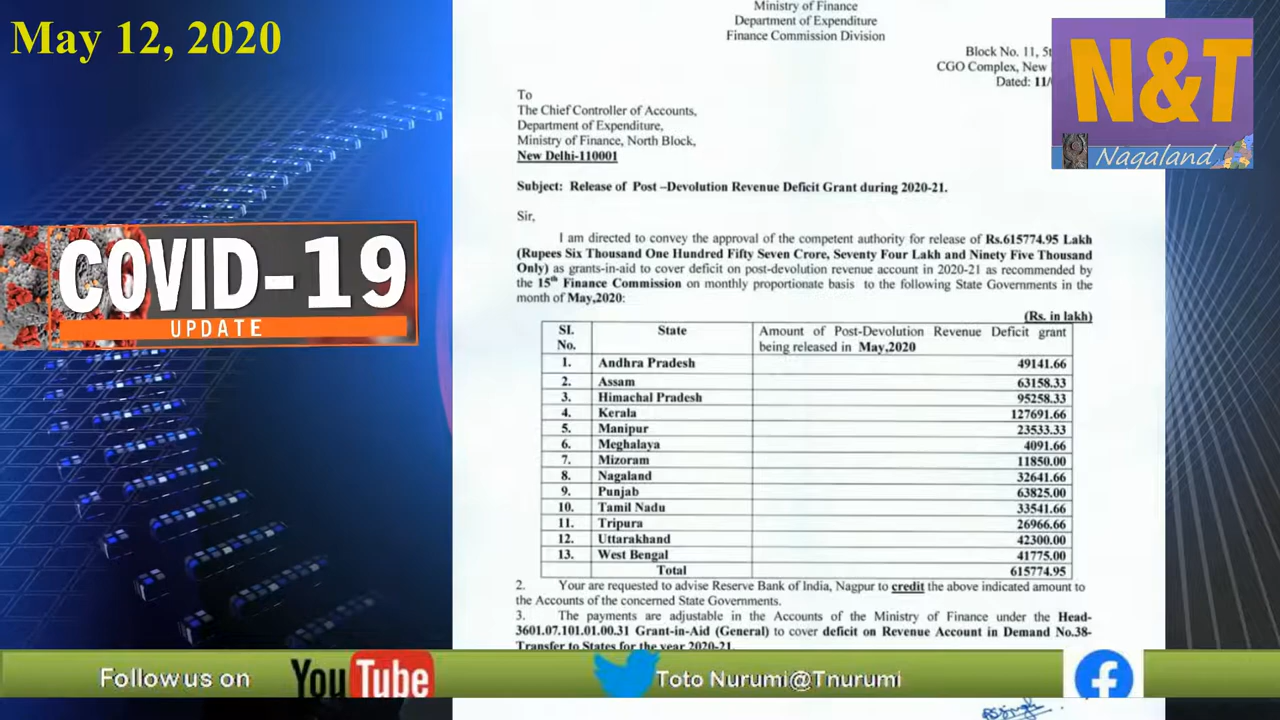 May 12, 2020
COVID-19
UPDATE
Ministry of Finance
Department of Expenditure
Finance Commission Division
Block No. 11,
CGO Complex, New
Dated: 11/
N&T
Nagaland
To
The Chief Controller of Accounts,
Department of Expenditure,
Ministry of Finance, North Block,
New Delhi-110001
Subject: Release of Post –Devolution Revenue Deficit Grant during 2020-21.
Sir,
I am directed to convey the approval of the competent authority for release of Rs.615774.95 Lakh
(Rupees Six Thousand One Hundred Fifty Seven Crore, Seventy Four Lakh and Ninety Five Thousand
Only) as grants-in-aid to cover deficit on post-devolution revenue account in 2020-21 as recommended by
the 15th Finance Commission on monthly proportionate basis to the following State Governments in the
month of May,2020:
(Rs. in lakh)
SI. No. State Amount of Post-Devolution Revenue Deficit grant
being released in May,2020
1. Andhra Pradesh 49141.66
2. Assam 63158.33
3. Himachal Pradesh 95258.33
4. Kerala 127691.66
5. Manipur 23533.33
6. Meghalaya 4091.66
7. Mizoram 11850.00
8. Nagaland 32641.66
9. Punjab 63825.00
10. Tamil Nadu 33541.66
11. Tripura 26966.66
12. Uttarakhand 42300.00
13. West Bengal 41775.00
Total 615774.95
2. Your are requested to advise Reserve Bank of India, Nagpur to credit the above indicated amount to
the Accounts of the concerned State Governments.
3. The payments are adjustable in the Accounts of the Ministry of Finance under the Head-
3601.07.101.01.00.31 Grant-in-Aid (General) to cover deficit on Revenue Account in Demand No.38-
Transfer to States for the year 2020-21.
Follow us on
YouTube
Toto Nurumi@Tnurumi